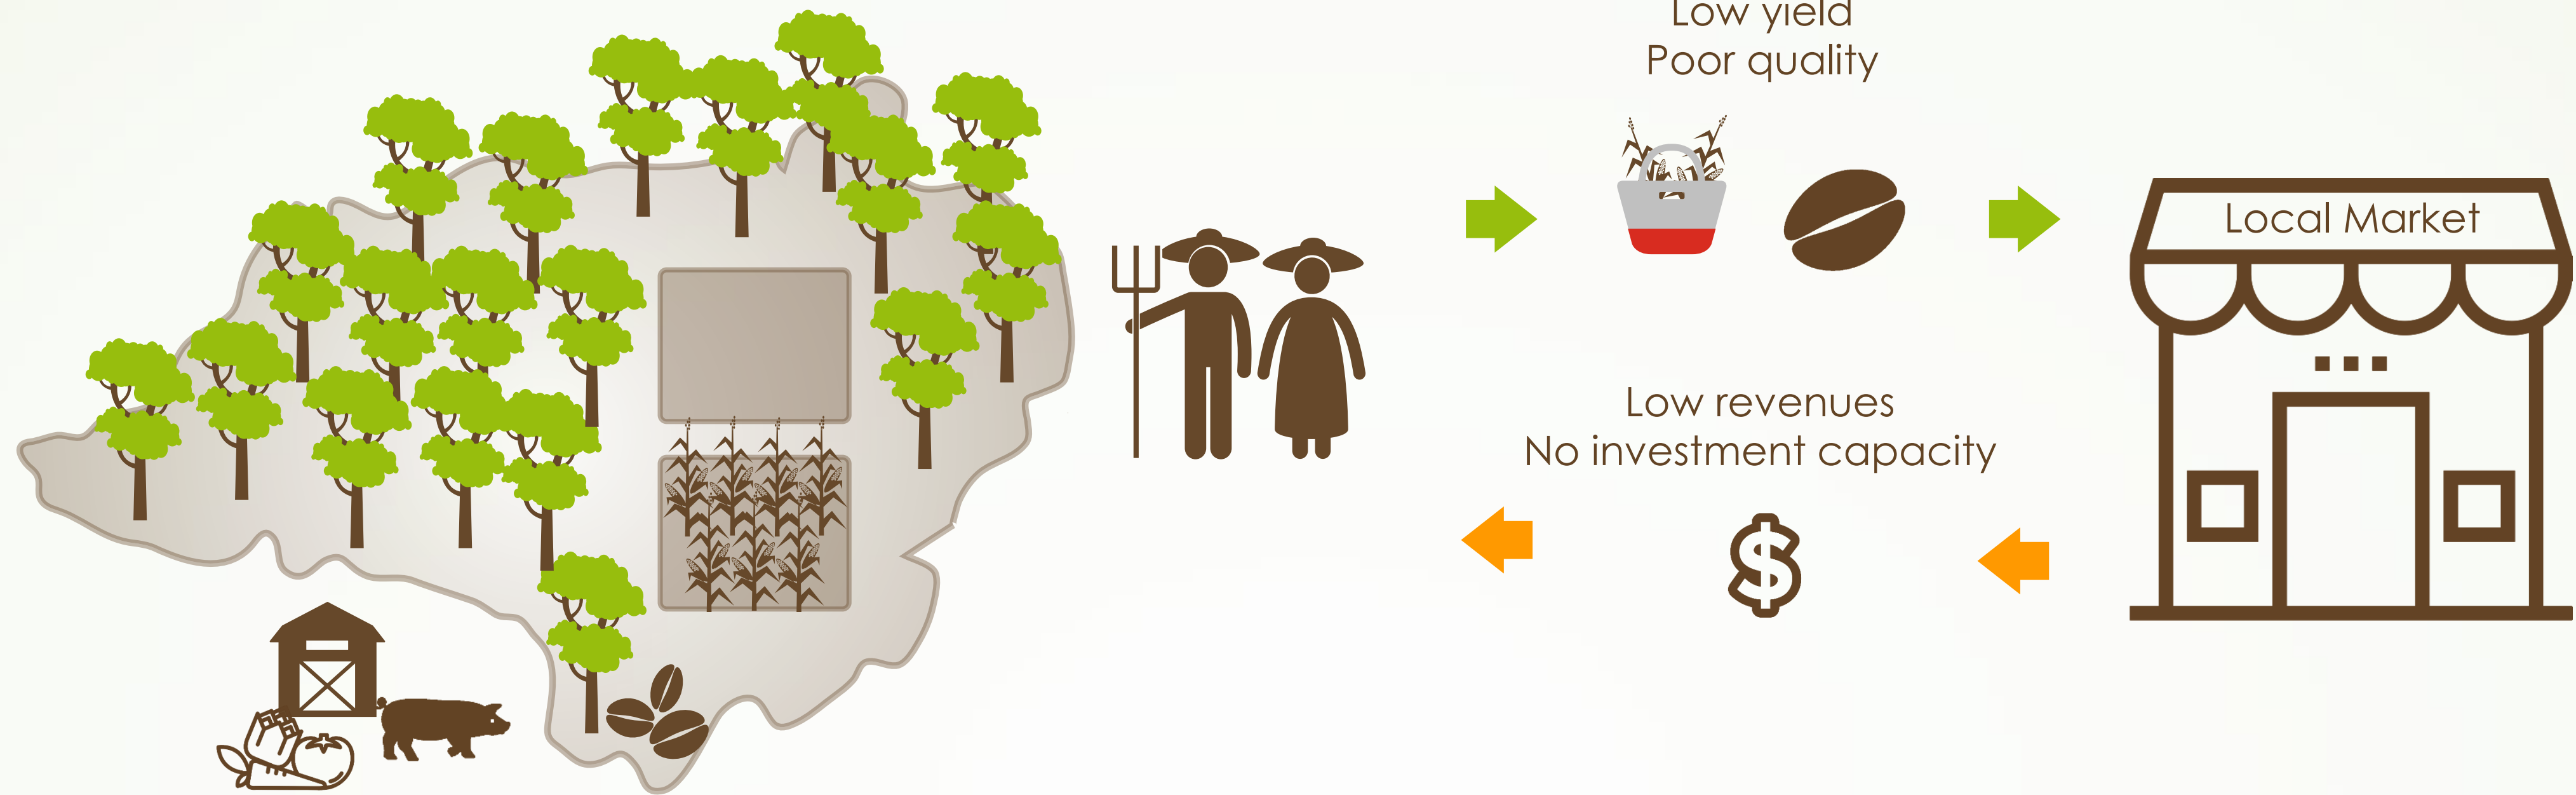 Low yield
Poor quality
Local Market
Low revenues
No investment capacity
$